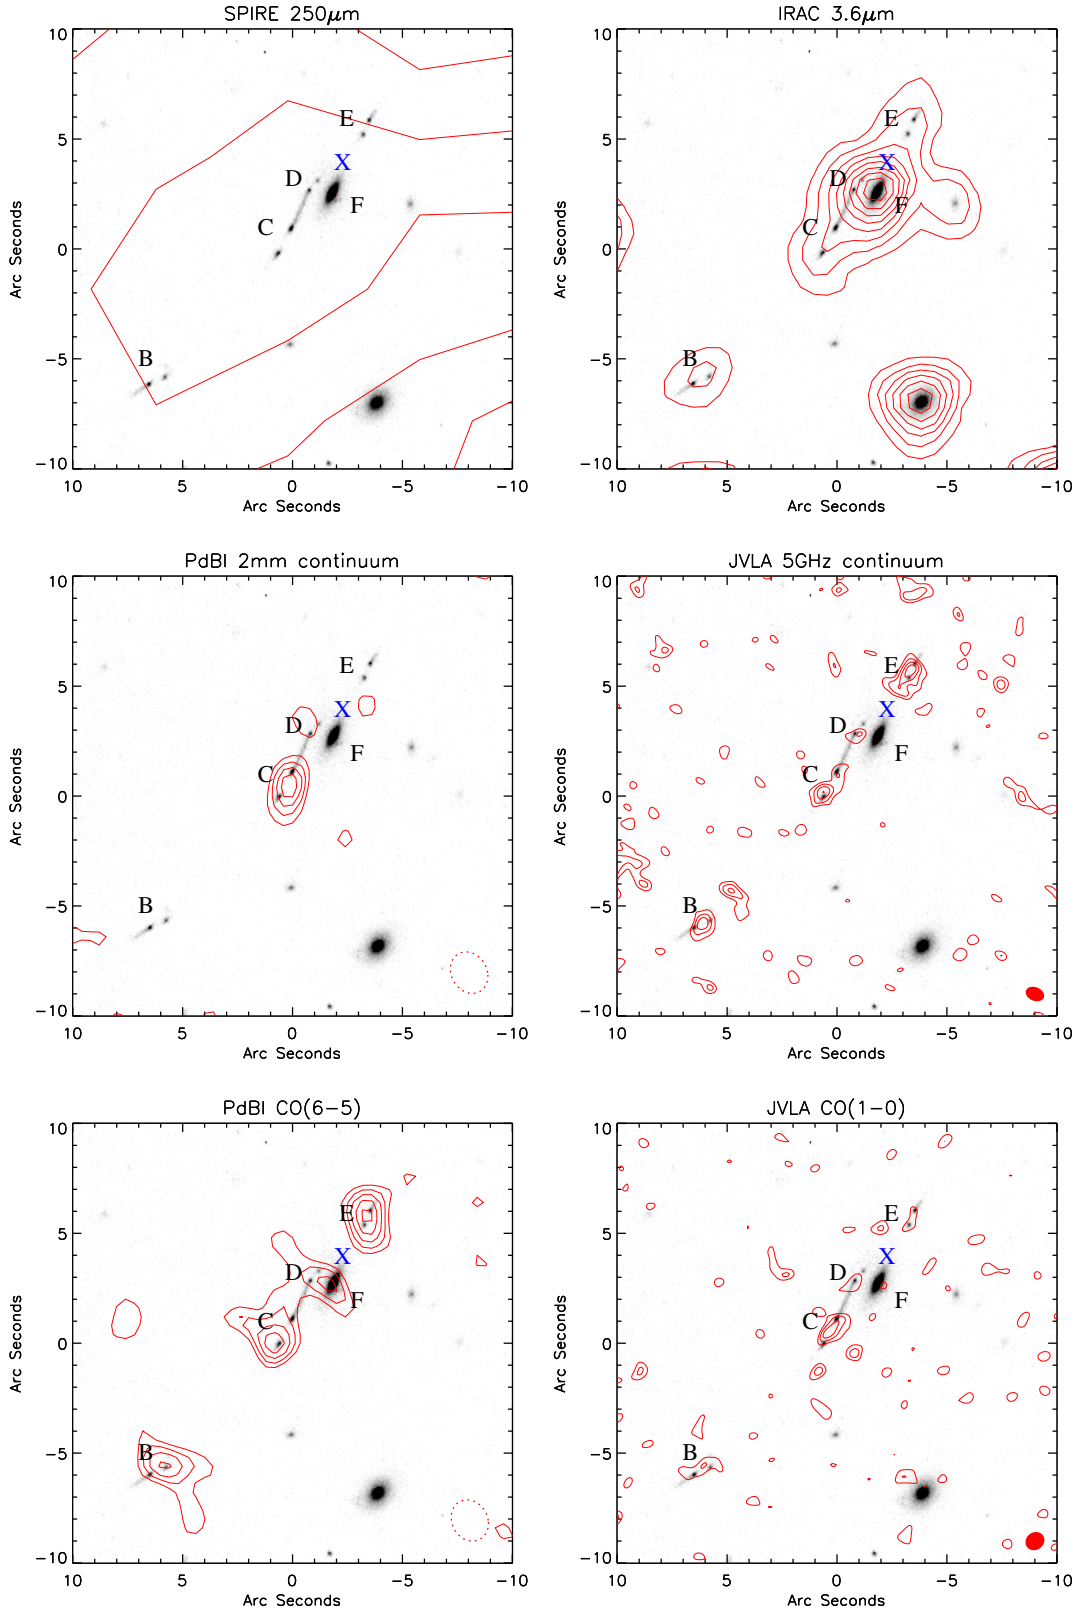 SPIRE 250μm
IRAC 3.6μm
10
5
0
−5
−10
Arc Seconds
E
X
D
F
C
B
10 5 0 −5 −10
Arc Seconds
10
5
0
−5
−10
Arc Seconds
E
X
D
F
C
B
10 5 0 −5 −10
Arc Seconds
PdBI 2mm continuum
JVLA 5GHz continuum
10
5
0
−5
−10
Arc Seconds
E
X
D
F
C
B
10 5 0 −5 −10
Arc Seconds
10
5
0
−5
−10
Arc Seconds
E
X
D
F
C
B
10 5 0 −5 −10
Arc Seconds
PdBI CO(6−5)
JVLA CO(1−0)
10
5
0
−5
−10
Arc Seconds
E
X
D
F
C
B
10 5 0 −5 −10
Arc Seconds
10
5
0
−5
−10
Arc Seconds
E
X
D
F
C
B
10 5 0 −5 −10
Arc Seconds